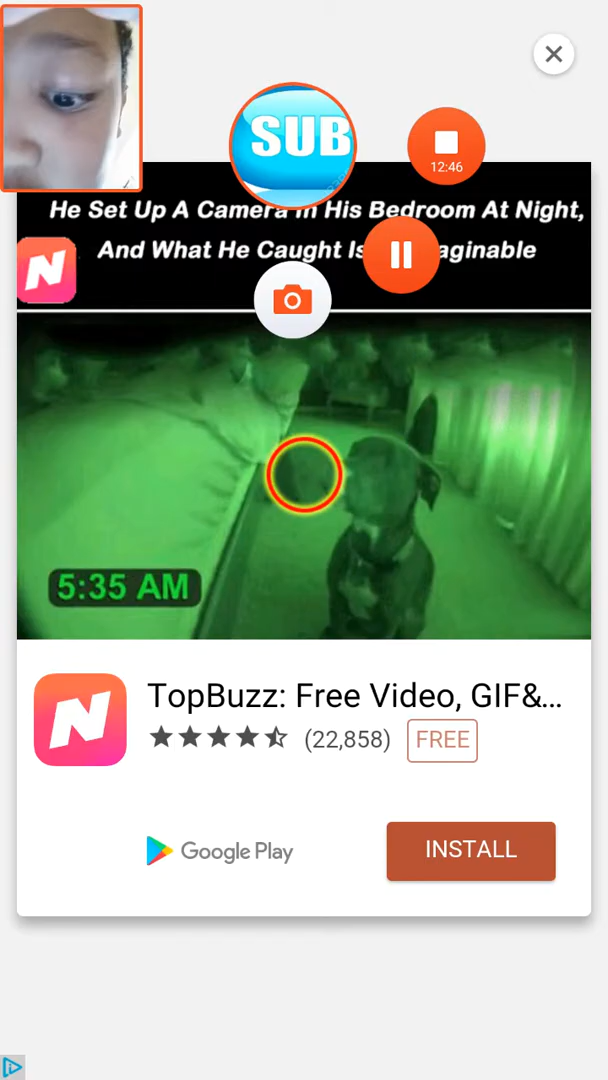 SUB
12:46
He Set Up A Camera In His Bedroom At Night,
And What He Caught Is
aginable
N
5:35 AM
N
TopBuzz: Free Video, GIF&...
(22,858)
FREE
Google Play
INSTALL